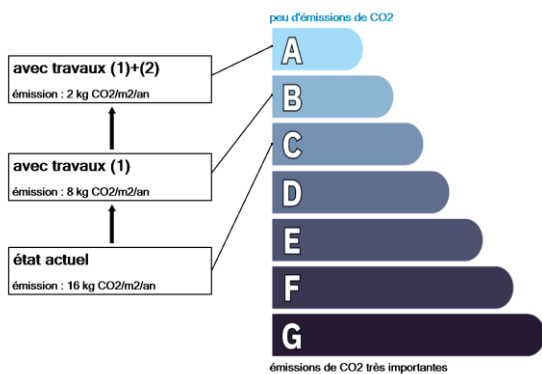 peu d'émissions de CO2
avec travaux (1)+(2)
émission : 2 kg CO2/m2/an
avec travaux (1)
émission : 8 kg CO2/m2/an
état actuel
émission : 16 kg CO2/m2/an
A
B
C
D
E
F
G
émissions de CO2 très importantes